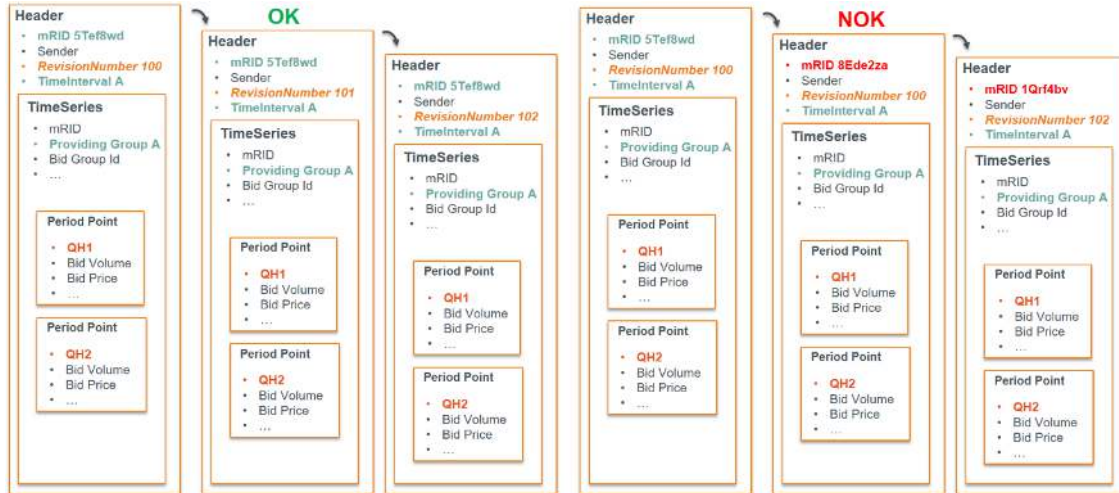 OK
Header
• mRID 5Tef8wd
• Sender
• RevisionNumber 100
• TimeInterval A
TimeSeries
• mRID
• Providing Group A
• Bid Group Id
• ...
Period Point
• QH1
• Bid Volume
• Bid Price
• ...
Period Point
• QH2
• Bid Volume
• Bid Price
• ...
Header
• mRID 5Tef8wd
• Sender
• RevisionNumber 101
• TimeInterval A
TimeSeries
• mRID
• Providing Group A
• Bid Group Id
• ...
Period Point
• QH1
• Bid Volume
• Bid Price
• ...
Period Point
• QH2
• Bid Volume
• Bid Price
• ...
Header
• mRID 5Tef8wd
• Sender
• RevisionNumber 102
• TimeInterval A
TimeSeries
• mRID
• Providing Group A
• Bid Group Id
• ...
Period Point
• QH1
• Bid Volume
• Bid Price
• ...
Period Point
• QH2
• Bid Volume
• Bid Price
• ...
NOK
Header
• mRID 5Tef8wd
• Sender
• RevisionNumber 100
• TimeInterval A
TimeSeries
• mRID
• Providing Group A
• Bid Group Id
• ...
Period Point
• QH1
• Bid Volume
• Bid Price
• ...
Period Point
• QH2
• Bid Volume
• Bid Price
• ...
Header
• mRID 8Ede2za
• Sender
• RevisionNumber 100
• TimeInterval A
TimeSeries
• mRID
• Providing Group A
• Bid Group Id
• ...
Period Point
• QH1
• Bid Volume
• Bid Price
• ...
Period Point
• QH2
• Bid Volume
• Bid Price
• ...
Header
• mRID 1Qrf4bv
• Sender
• RevisionNumber 102
• TimeInterval A
TimeSeries
• mRID
• Providing Group A
• Bid Group Id
• ...
Period Point
• QH1
• Bid Volume
• Bid Price
• ...
Period Point
• QH2
• Bid Volume
• Bid Price
• ...